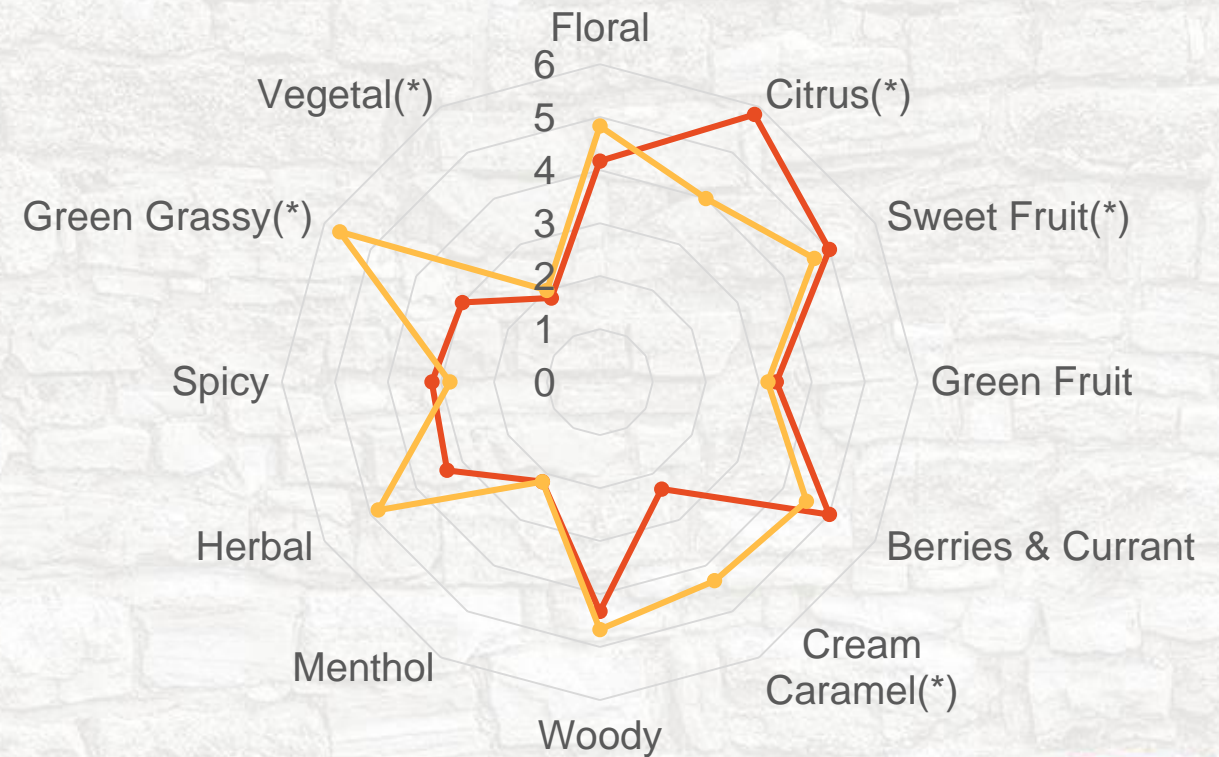 Floral
Citrus(*)
Sweet Fruit(*)
Green Fruit
Berries & Currant
Cream
Caramel(*)
Woody
Menthol
Herbal
Spicy
Green Grassy(*)
Vegetal(*)
6
5
4
3
2
1
0